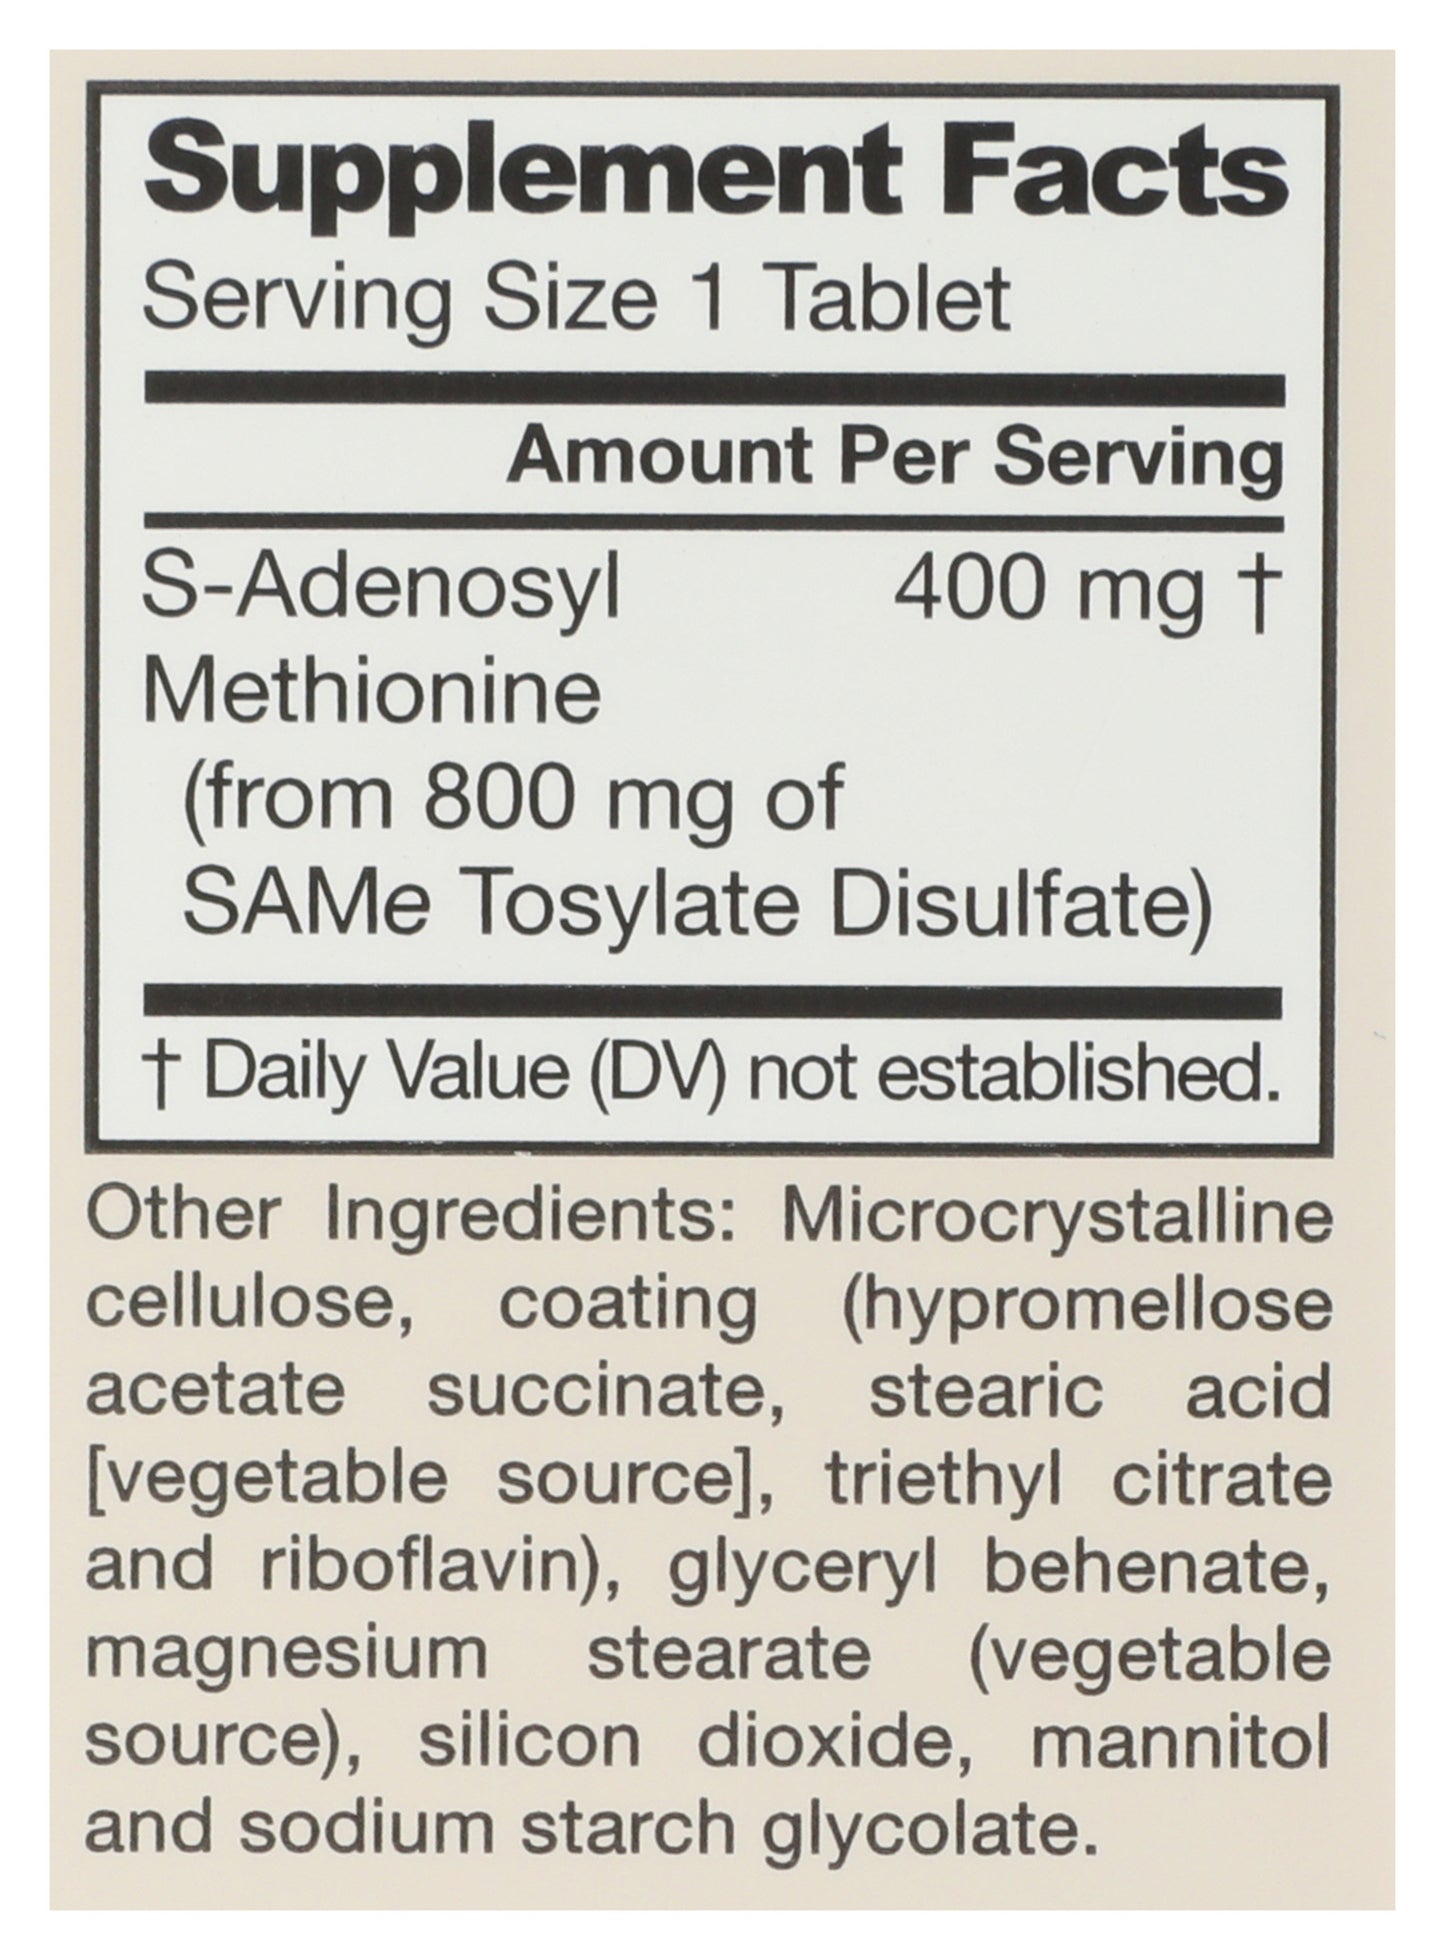 Supplement Facts
Serving Size 1 Tablet
Amount Per Serving
S-Adenosyl 400 mg †
Methionine
(from 800 mg of
SAMe Tosylate Disulfate)
† Daily Value (DV) not established.
Other Ingredients: Microcrystalline
cellulose, coating (hypromellose
acetate succinate, stearic acid
[vegetable source], triethyl citrate
and riboflavin), glyceryl behenate,
magnesium stearate (vegetable
source), silicon dioxide, mannitol
and sodium starch glycolate.